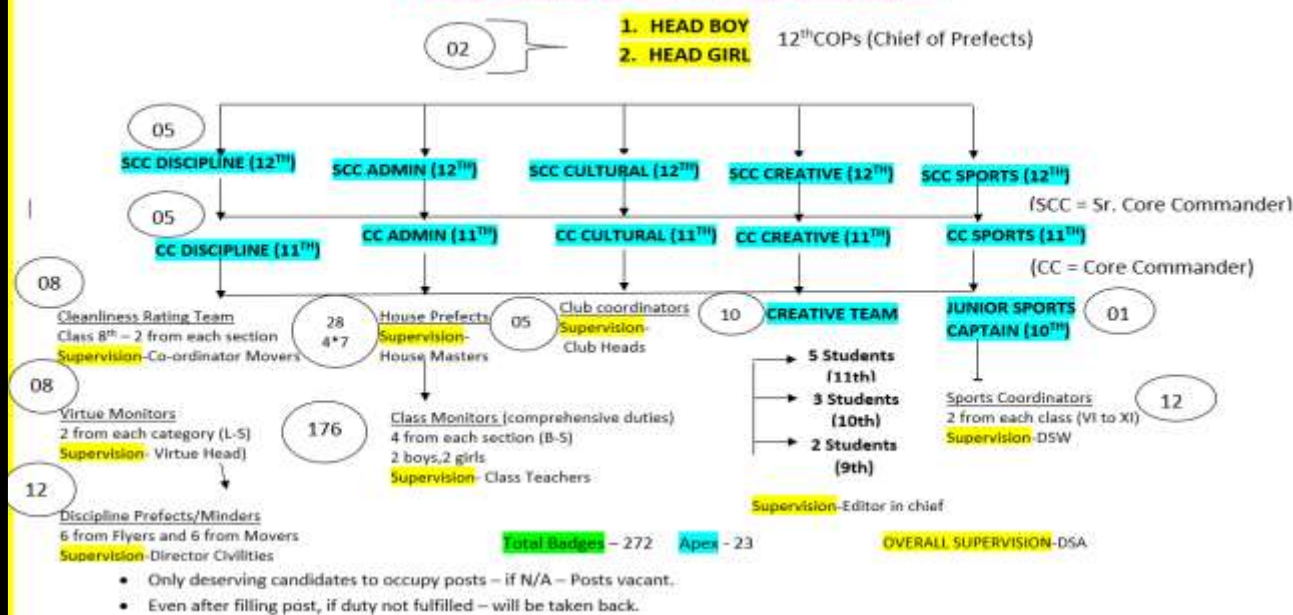 02
1. HEAD BOY
2. HEAD GIRL
12thCOPs (Chief of Prefects)
05
SCC DISCIPLINE (12TH)
SCC ADMIN (12TH)
SCC CULTURAL (12TH)
SCC CREATIVE (12TH)
SCC SPORTS (12TH)
(SCC = Sr. Core Commander)
05
CC DISCIPLINE (11TH)
CC ADMIN (11TH)
CC CULTURAL (11TH)
CC CREATIVE (11TH)
CC SPORTS (11TH)
(CC = Core Commander)
08
Cleanliness Rating Team
Class 8th – 2 from each section
Supervision-Co-ordinator Movers
28
4*7
House Prefects
Supervision-
House Masters
05
Club coordinators
Supervision-
Club Heads
10
CREATIVE TEAM
5 Students
(11th)
3 Students
(10th)
2 Students
(9th)
Supervision-Editor in chief
JUNIOR SPORTS
CAPTAIN (10TH)
01
Sports Coordinators
2 from each class (VI to XI)
Supervision-DSW
12
08
Virtue Monitors
2 from each category (L-S)
Supervision- Virtue Head)
176
Class Monitors (comprehensive duties)
4 from each section (B-S)
2 boys,2 girls
Supervision- Class Teachers
12
Discipline Prefects/Minders
6 from Flyers and 6 from Movers
Supervision-Director Civilities
Total Badges – 272
Apex - 23
OVERALL SUPERVISION-DSA
• Only deserving candidates to occupy posts – if N/A – Posts vacant.
• Even after filling post, if duty not fulfilled – will be taken back.